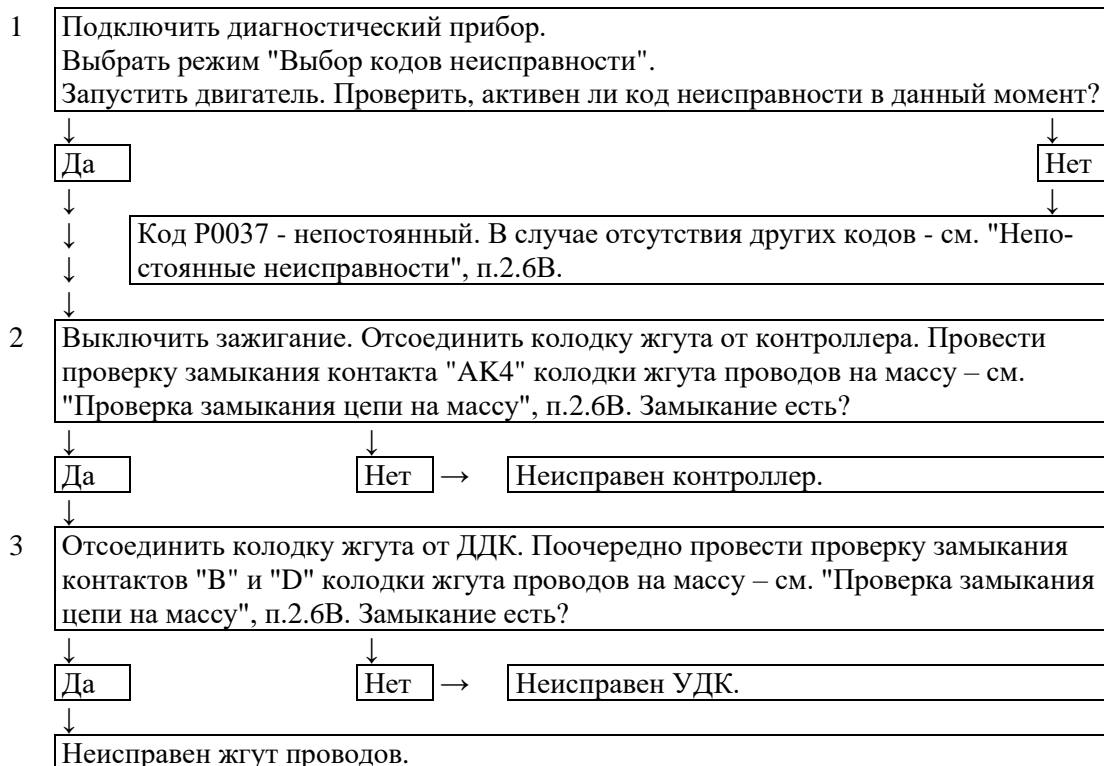 1 Подключить диагностический прибор.
Выбрать режим "Выбор кодов неисправности".
Запустить двигатель. Проверить, активен ли код неисправности в данный момент?
↓ ↓
Да Нет
↓ ↓
↓ Код Р0037 - непостоянный. В случае отсутствия других кодов - см. "Непо-
↓ стоянные неисправности", п.2.6В.
↓
2 Выключить зажигание. Отсоединить колодку жгута от контроллера. Провести
проверку замыкания контакта "АК4" колодки жгута проводов на массу – см.
"Проверка замыкания цепи на массу", п.2.6В. Замыкание есть?
↓ ↓
Да Нет → Неисправен контроллер.
↓
3 Отсоединить колодку жгута от ДДК. Поочередно провести проверку замыкания
контактов "В" и "D" колодки жгута проводов на массу – см. "Проверка замыкания
цепи на массу", п.2.6В. Замыкание есть?
↓ ↓
Да Нет → Неисправен УДК.
↓
Неисправен жгут проводов.